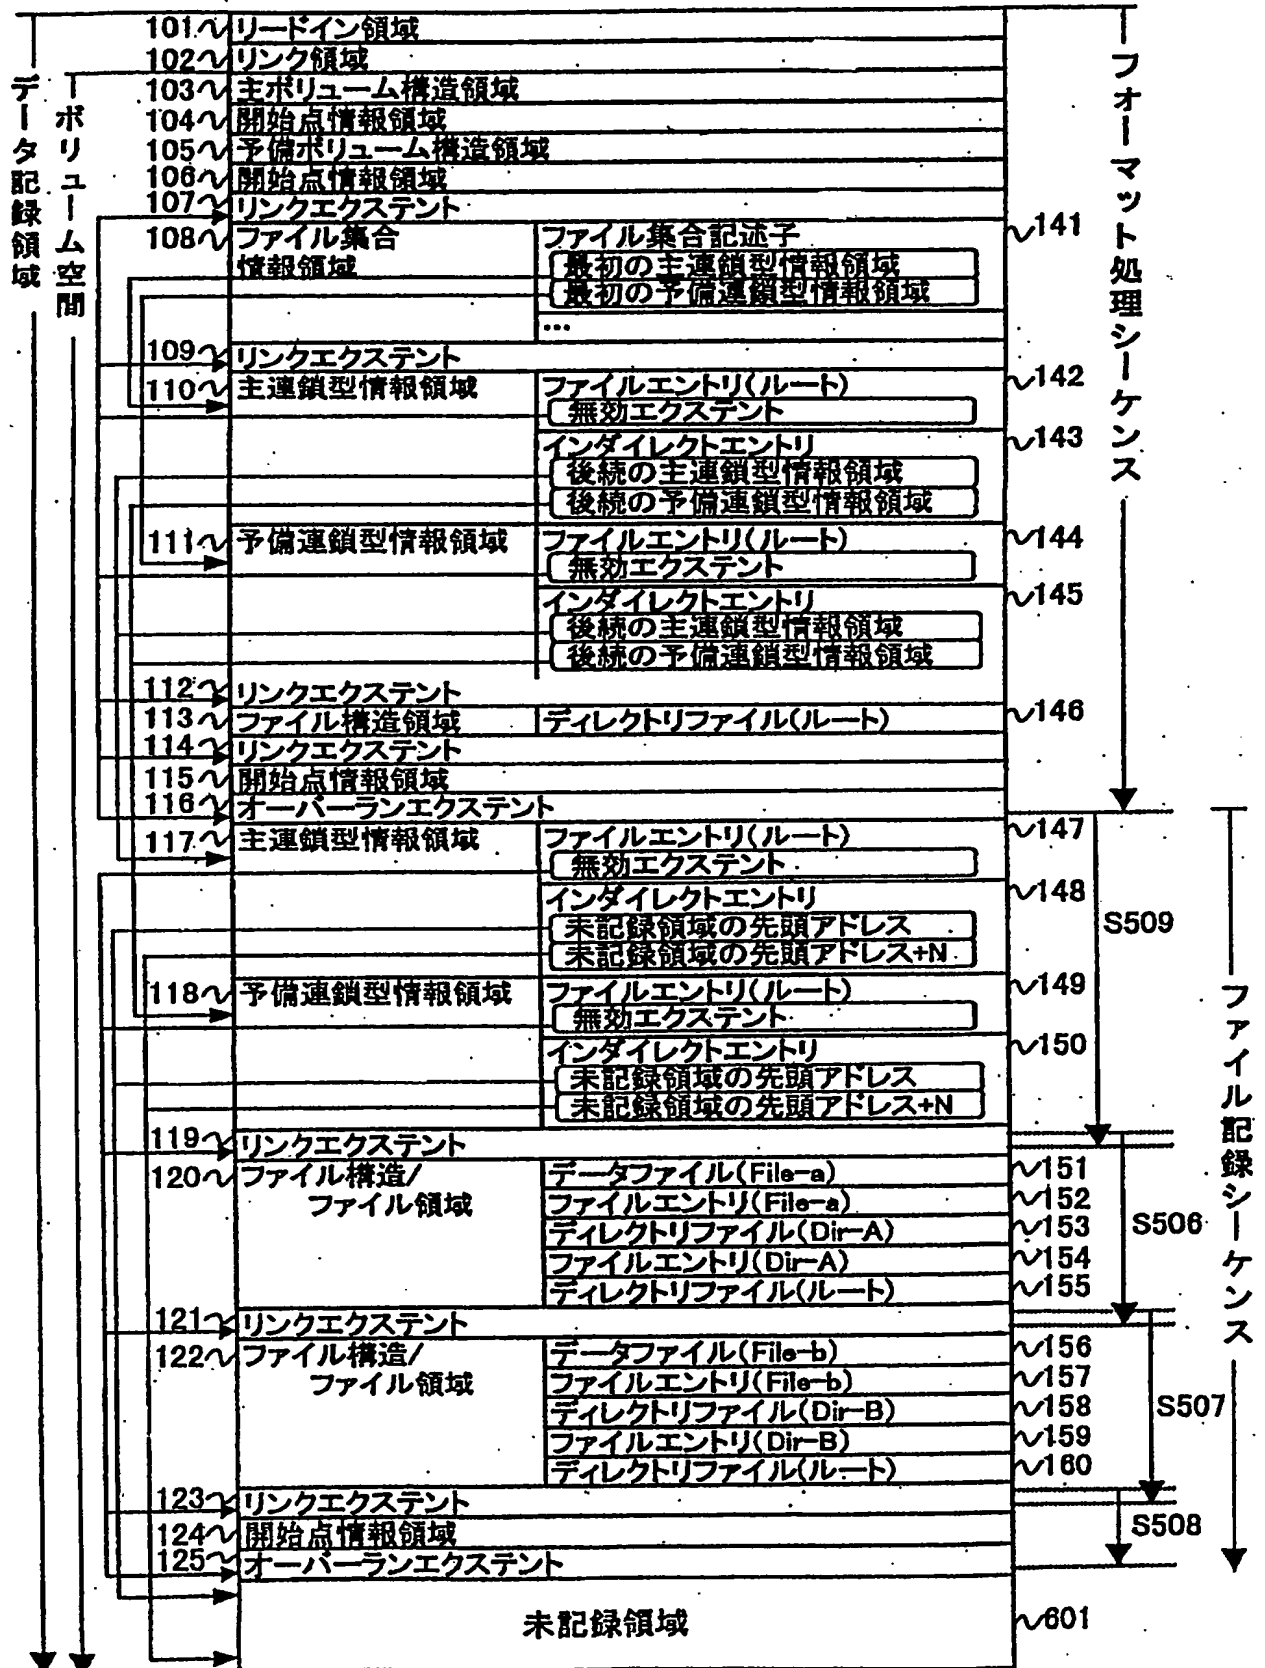 データ記録領域
ボリューム空間
フォーマット処理シーケンス
101 リードイン領域
102 リンク領域
103 主ボリューム構造領域
104 開始点情報領域
105 予備ボリューム構造領域
106 開始点情報領域
107 リンクエクステント
108 ファイル集合情報領域
ファイル集合記述子 141
最初の主連鎖型情報領域
最初の予備連鎖型情報領域
...
109 リンクエクステント
110 主連鎖型情報領域
ファイルエントリ(ルート) 142
無効エクステント
インダイレクトエントリ 143
後続の主連鎖型情報領域
後続の予備連鎖型情報領域
111 予備連鎖型情報領域
ファイルエントリ(ルート) 144
無効エクステント
インダイレクトエントリ 145
後続の主連鎖型情報領域
後続の予備連鎖型情報領域
112 リンクエクステント
113 ファイル構造領域 ディレクトリファイル(ルート) 146
114 リンクエクステント
115 開始点情報領域
116 オーバーランエクステント
117 主連鎖型情報領域
ファイルエントリ(ルート) 147
無効エクステント
インダイレクトエントリ 148
未記録領域の先頭アドレス
未記録領域の先頭アドレス+N
S509
118 予備連鎖型情報領域
ファイルエントリ(ルート) 149
無効エクステント
インダイレクトエントリ 150
未記録領域の先頭アドレス
未記録領域の先頭アドレス+N
ファイル記録シーケンス
119 リンクエクステント
120 ファイル構造/
ファイル領域
データファイル(File-a) 151
ファイルエントリ(File-a) 152
ディレクトリファイル(Dir-A) 153
ファイルエントリ(Dir-A) 154
ディレクトリファイル(ルート) 155
S506
121 リンクエクステント
122 ファイル構造/
ファイル領域
データファイル(File-b) 156
ファイルエントリ(File-b) 157
ディレクトリファイル(Dir-B) 158
ファイルエントリ(Dir-B) 159
ディレクトリファイル(ルート) 160
S507
123 リンクエクステント
124 開始点情報領域
125 オーバーランエクステント
S508
未記録領域 601